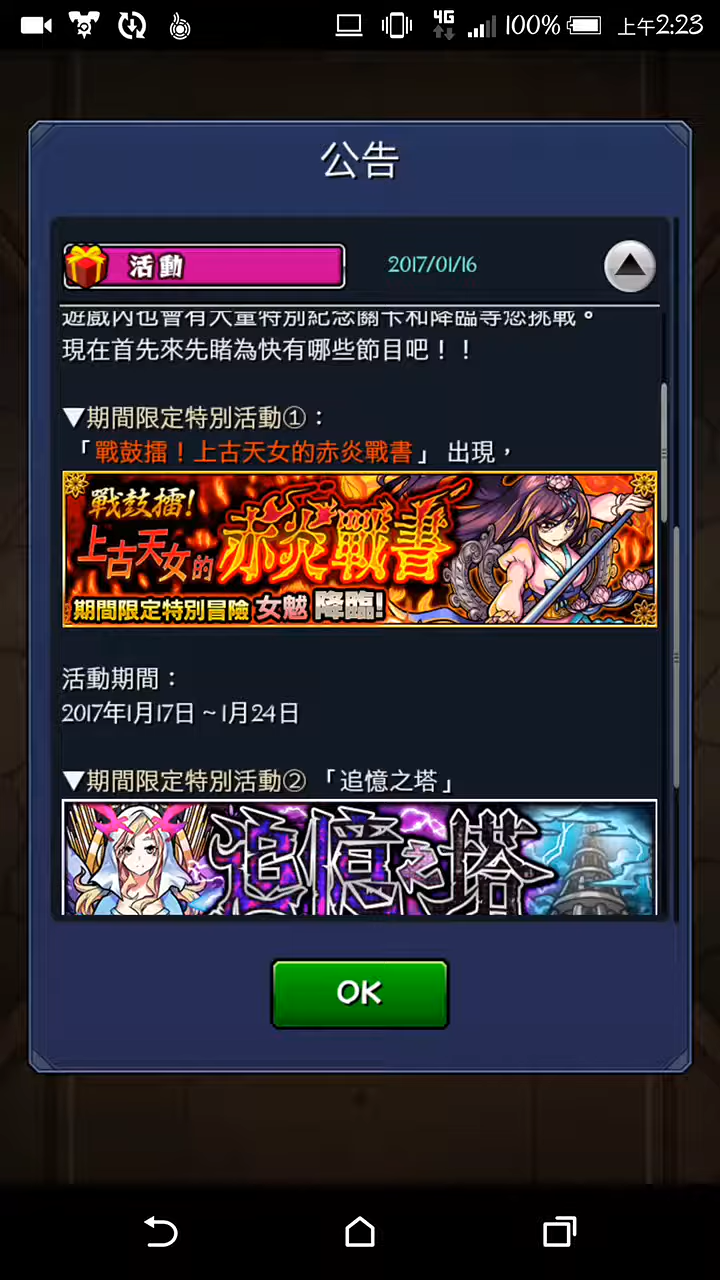 4G 100% 上午2:23
公告
活動 2017/01/16
遊戲內也會有大量特別紀念關卡和降臨等您挑戰。
現在首先來先睹為快有哪些節目吧！！
▼期間限定特別活動①：
「戰鼓擂！上古天女的赤炎戰書」 出現，
戰鼓擂!
上古天女的赤炎戰書
期間限定特別冒險 女魃 降臨!
活動期間：
2017年1月17日 ~ 1月24日
▼期間限定特別活動② 「追憶之塔」
追憶之塔
OK